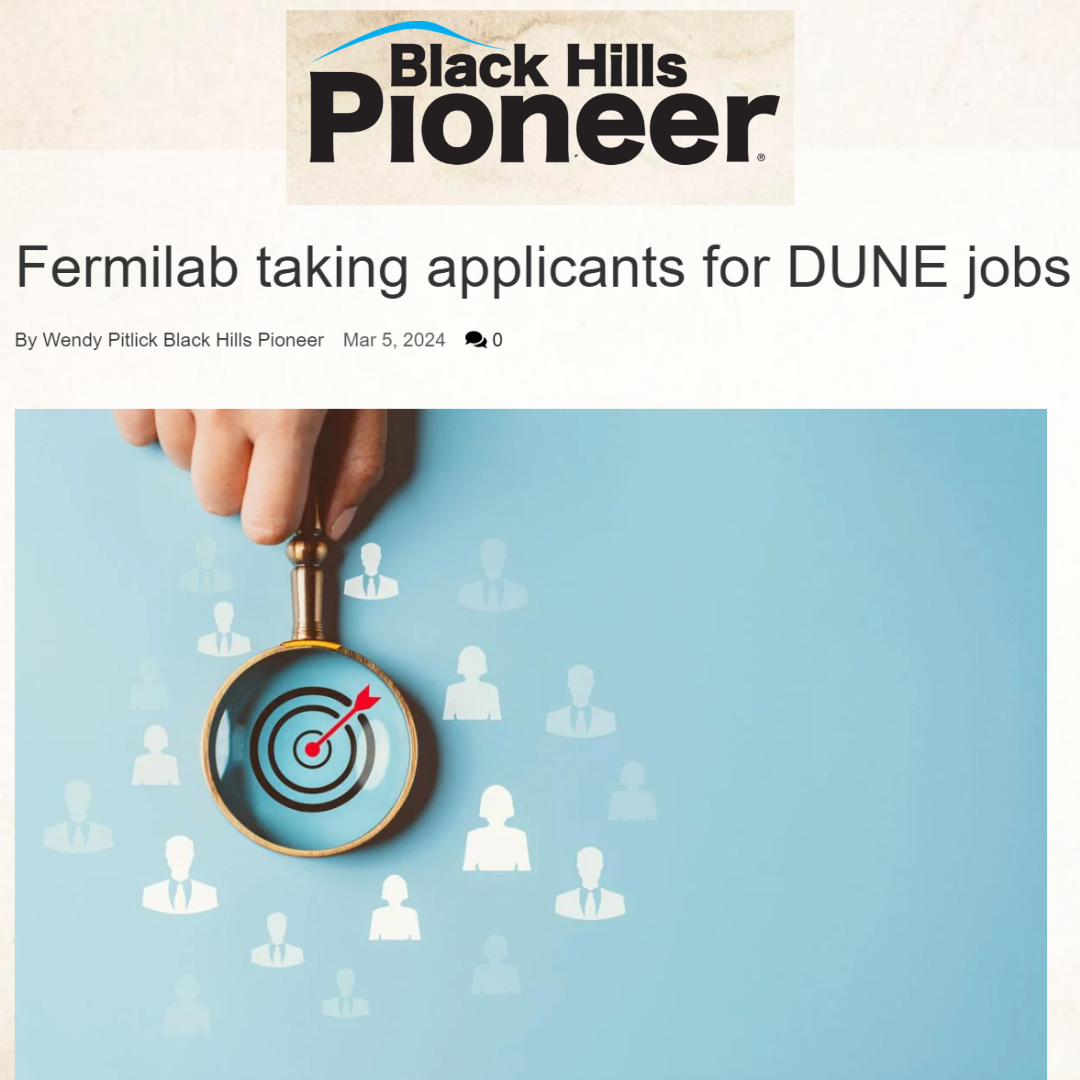 Black Hills
Pioneer®
Fermilab taking applicants for DUNE jobs
By Wendy Pitlick Black Hills Pioneer Mar 5, 2024 0